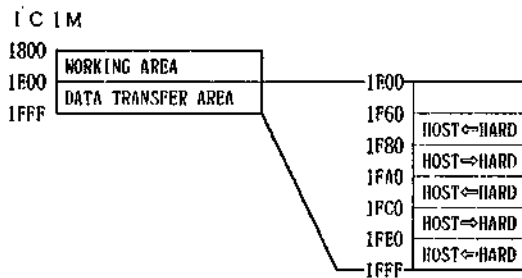 IC1M
1800
WORKING AREA
1E00
DATA TRANSFER AREA
1FFF
1E00
1F60
HOST⇐HARD
1F80
HOST⇒HARD
1FA0
HOST⇐HARD
1FC0
HOST⇒HARD
1FE0
HOST⇐HARD
1FFF